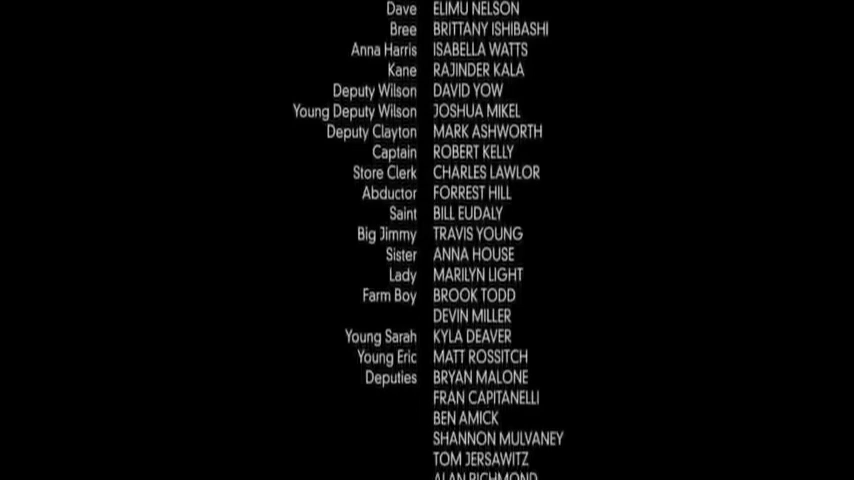 Dave ELIMU NELSON
Bree BRITTANY ISHIBASHI
Anna Harris ISABELLA WATTS
Kane RAJINDER KALA
Deputy Wilson DAVID YOW
Young Deputy Wilson JOSHUA MIKEL
Deputy Clayton MARK ASHWORTH
Captain ROBERT KELLY
Store Clerk CHARLES LAWLOR
Abductor FORREST HILL
Saint BILL EUDALY
Big Jimmy TRAVIS YOUNG
Sister ANNA HOUSE
Lady MARILYN LIGHT
Farm Boy BROOK TODD
DEVIN MILLER
Young Sarah KYLA DEAVER
Young Eric MATT ROSSITCH
Deputies BRYAN MALONE
FRAN CAPITANELLI
BEN AMICK
SHANNON MULVANEY
TOM JERSAWITZ
ALAN RICHMOND